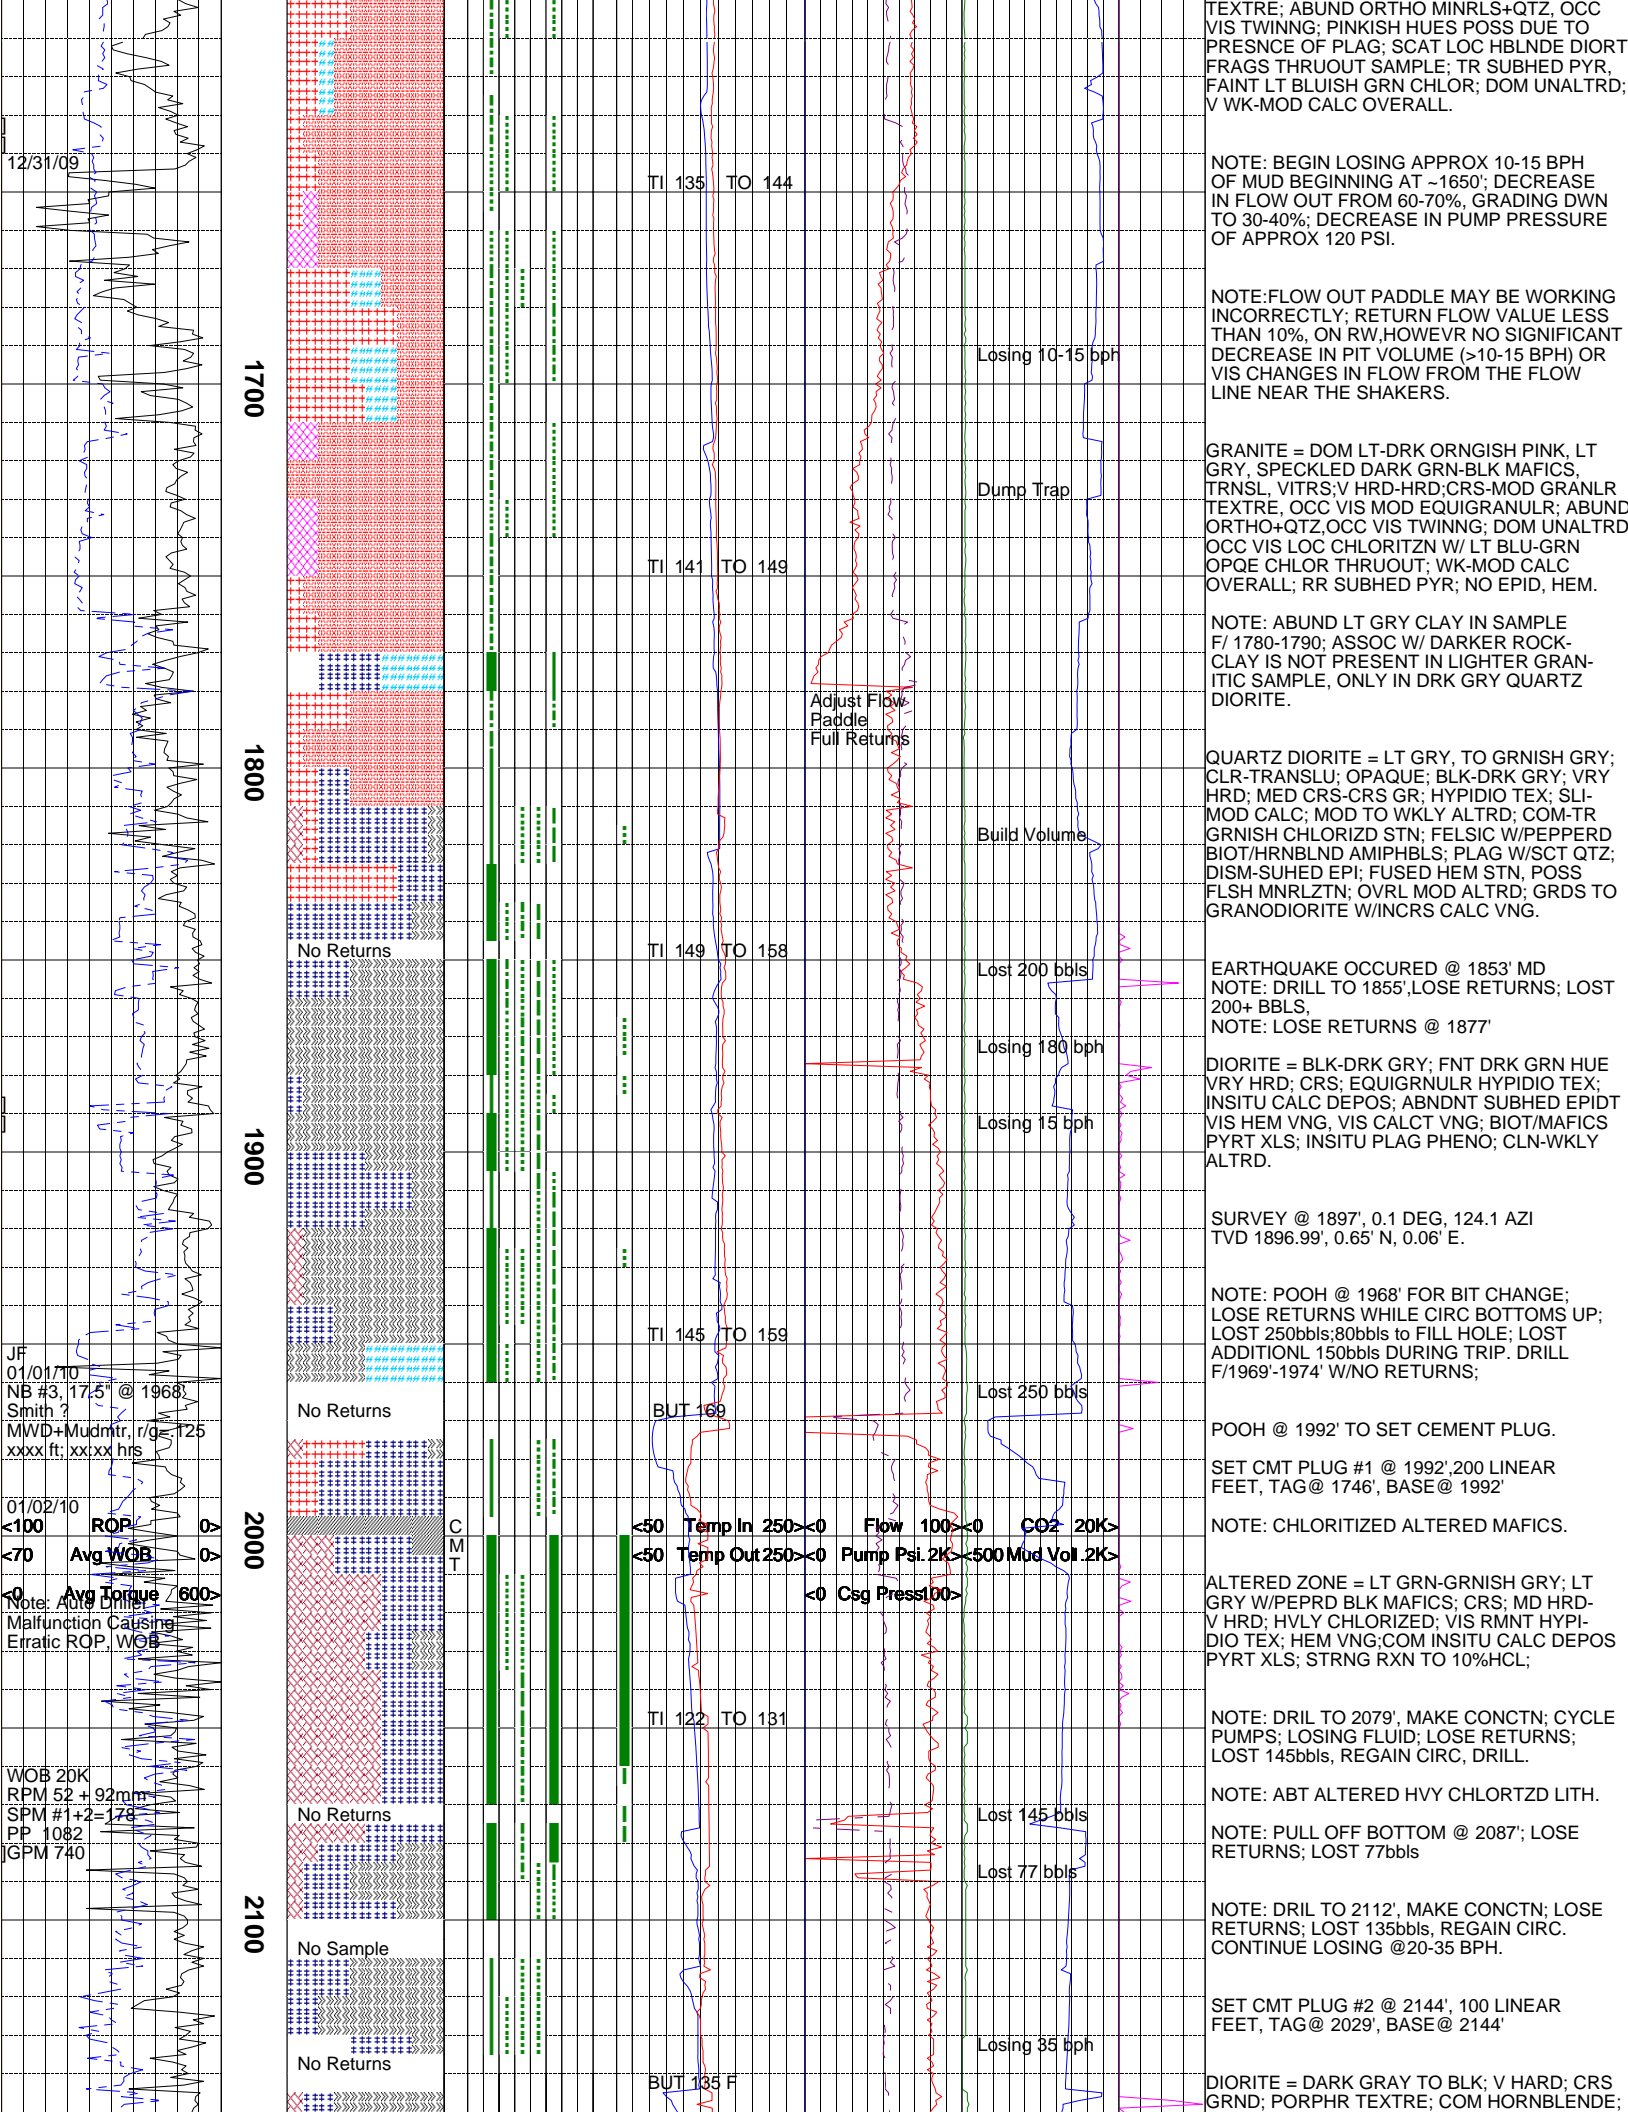 12/31/09
JF
01/01/10
NB #3, 17.5" @ 1968'
Smith ?
MWD+Mudmtr, r/g=.125
xxxx ft; xx:xx hrs
01/02/10
<100 ROP 0>
<70 Avg WOB 0>
<0 Avg Torque 600>
Note: Auto Driller
Malfunction Causing
Erratic ROP, WOB
WOB 20K
RPM 52 + 92mm
SPM #1+2=178
PP 1082
GPM 740
1700
1800
1900
2000
2100
No Returns
No Returns
No Returns
No Sample
No Returns
C
M
T
TI 135 TO 144
TI 141 TO 149
TI 149 TO 158
TI 145 TO 159
BUT 169
<50 Temp In 250>
<50 Temp Out 250>
TI 122 TO 131
BUT 135 F
Adjust Flow
Paddle
Full Returns
<0 Flow 100>
<0 Pump Psi.2K>
<0 Csg Press100>
Losing 10-15 bph
Dump Trap
Build Volume
Lost 200 bbls
Losing 180 bph
Losing 15 bph
Lost 250 bbls
<0 CO2 20K>
<500 Mud Vol .2K>
Lost 145 bbls
Lost 77 bbls
Losing 35 bph
TEXTRE; ABUND ORTHO MINRLS+QTZ, OCC
VIS TWINNG; PINKISH HUES POSS DUE TO
PRESNCE OF PLAG; SCAT LOC HBLNDE DIORT
FRAGS THRUOUT SAMPLE; TR SUBHED PYR,
FAINT LT BLUISH GRN CHLOR; DOM UNALTRD;
V WK-MOD CALC OVERALL.
NOTE: BEGIN LOSING APPROX 10-15 BPH
OF MUD BEGINNING AT ~1650'; DECREASE
IN FLOW OUT FROM 60-70%, GRADING DWN
TO 30-40%; DECREASE IN PUMP PRESSURE
OF APPROX 120 PSI.
NOTE:FLOW OUT PADDLE MAY BE WORKING
INCORRECTLY; RETURN FLOW VALUE LESS
THAN 10%, ON RW,HOWEVR NO SIGNIFICANT
DECREASE IN PIT VOLUME (>10-15 BPH) OR
VIS CHANGES IN FLOW FROM THE FLOW
LINE NEAR THE SHAKERS.
GRANITE = DOM LT-DRK ORNGISH PINK, LT
GRY, SPECKLED DARK GRN-BLK MAFICS,
TRNSL, VITRS;V HRD-HRD;CRS-MOD GRANLR
TEXTRE, OCC VIS MOD EQUIGRANULR; ABUND
ORTHO+QTZ,OCC VIS TWINNG; DOM UNALTRD
OCC VIS LOC CHLORITZN W/ LT BLU-GRN
OPQE CHLOR THRUOUT; WK-MOD CALC
OVERALL; RR SUBHED PYR; NO EPID, HEM.
NOTE: ABUND LT GRY CLAY IN SAMPLE
F/ 1780-1790; ASSOC W/ DARKER ROCK-
CLAY IS NOT PRESENT IN LIGHTER GRAN-
ITIC SAMPLE, ONLY IN DRK GRY QUARTZ
DIORITE.
QUARTZ DIORITE = LT GRY, TO GRNISH GRY;
CLR-TRANSLU; OPAQUE; BLK-DRK GRY; VRY
HRD; MED CRS-CRS GR; HYPIDIO TEX; SLI-
MOD CALC; MOD TO WKLY ALTRD; COM-TR
GRNISH CHLORIZD STN; FELSIC W/PEPPERD
BIOT/HRNBLND AMIPHBLS; PLAG W/SCT QTZ;
DISM-SUHED EPI; FUSED HEM STN, POSS
FLSH MNRLZTN; OVRL MOD ALTRD; GRDS TO
GRANODIORITE W/INCRS CALC VNG.
EARTHQUAKE OCCURED @ 1853' MD
NOTE: DRILL TO 1855',LOSE RETURNS; LOST
200+ BBLS,
NOTE: LOSE RETURNS @ 1877'
DIORITE = BLK-DRK GRY; FNT DRK GRN HUE
VRY HRD; CRS; EQUIGRNULR HYPIDIO TEX;
INSITU CALC DEPOS; ABNDNT SUBHED EPIDT
VIS HEM VNG, VIS CALCT VNG; BIOT/MAFICS
PYRT XLS; INSITU PLAG PHENO; CLN-WKLY
ALTRD.
SURVEY @ 1897', 0.1 DEG, 124.1 AZI
TVD 1896.99', 0.65' N, 0.06' E.
NOTE: POOH @ 1968' FOR BIT CHANGE;
LOSE RETURNS WHILE CIRC BOTTOMS UP;
LOST 250bbls;80bbls to FILL HOLE; LOST
ADDITIONL 150bbls DURING TRIP. DRILL
F/1969'-1974' W/NO RETURNS;
POOH @ 1992' TO SET CEMENT PLUG.
SET CMT PLUG #1 @ 1992',200 LINEAR
FEET, TAG@ 1746', BASE@ 1992'
NOTE: CHLORITIZED ALTERED MAFICS.
ALTERED ZONE = LT GRN-GRNISH GRY; LT
GRY W/PEPRD BLK MAFICS; CRS; MD HRD-
V HRD; HVLY CHLORIZED; VIS RMNT HYPI-
DIO TEX; HEM VNG;COM INSITU CALC DEPOS
PYRT XLS; STRNG RXN TO 10%HCL;
NOTE: DRIL TO 2079', MAKE CONCTN; CYCLE
PUMPS; LOSING FLUID; LOSE RETURNS;
LOST 145bbls, REGAIN CIRC, DRILL.
NOTE: ABT ALTERED HVY CHLORTZD LITH.
NOTE: PULL OFF BOTTOM @ 2087'; LOSE
RETURNS; LOST 77bbls
NOTE: DRIL TO 2112', MAKE CONCTN; LOSE
RETURNS; LOST 135bbls, REGAIN CIRC.
CONTINUE LOSING @20-35 BPH.
SET CMT PLUG #2 @ 2144', 100 LINEAR
FEET, TAG@ 2029', BASE@ 2144'
DIORITE = DARK GRAY TO BLK; V HARD; CRS
GRND; PORPHR TEXTRE; COM HORNBLENDE;